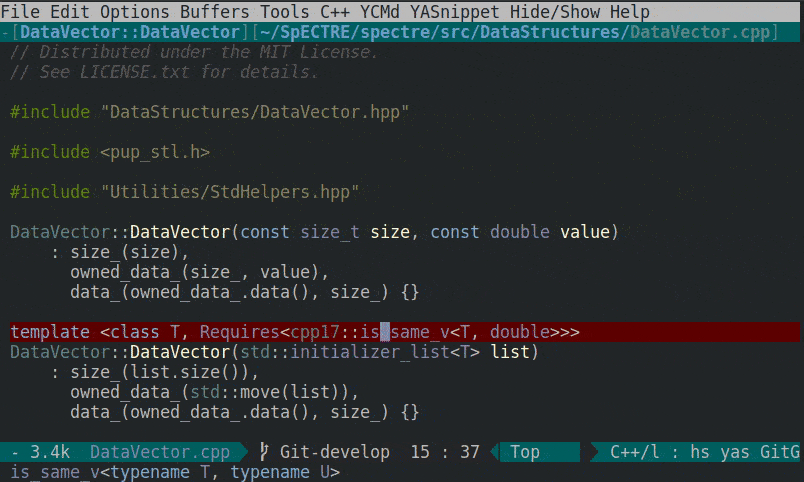 File Edit Options Buffers Tools C++ YCMd YASnippet Hide/Show Help
-[DataVector::DataVector][~/SpECTRE/spectre/src/DataStructures/DataVector.cpp]
// Distributed under the MIT License.
// See LICENSE.txt for details.
#include "DataStructures/DataVector.hpp"
#include <pup_stl.h>
#include "Utilities/StdHelpers.hpp"
DataVector::DataVector(const size_t size, const double value)
: size_(size),
owned_data_(size_, value),
data_(owned_data_.data(), size_) {}
template <class T, Requires<cpp17::is_same_v<T, double>>>
DataVector::DataVector(std::initializer_list<T> list)
: size_(list.size()),
owned_data_(std::move(list)),
data_(owned_data_.data(), size_) {}
- 3.4k DataVector.cpp Git-develop 15 : 37 Top C++/l : hs yas GitG
is_same_v<typename T, typename U>